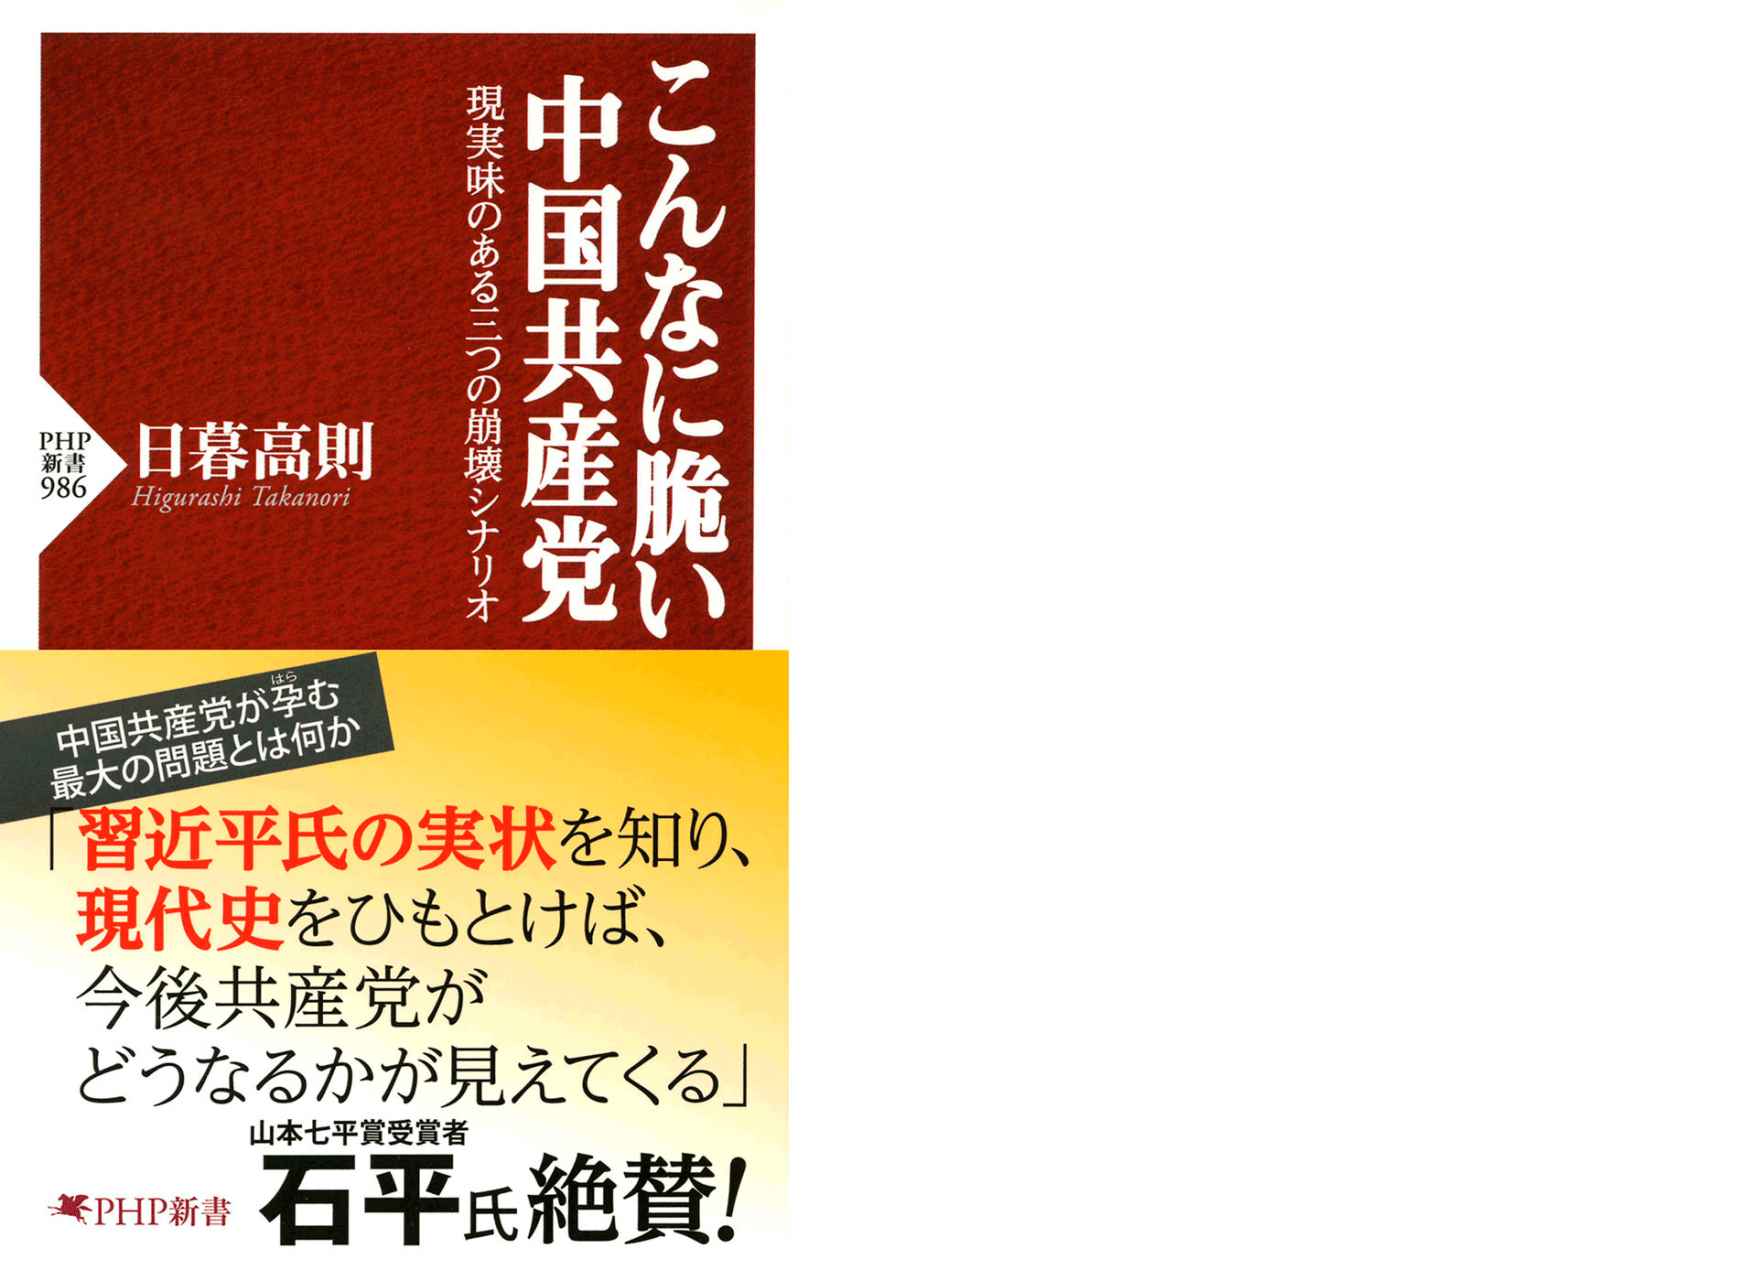 こんなに脆い
中国共産党
現実味のある三つの崩壊シナリオ
日暮高則
Higurashi Takanori
PHP
新書
986
はら
中国共産党が孕む
最大の問題とは何か
「習近平氏の実状を知り、
現代史をひもとけば、
今後共産党が
どうなるかが見えてくる」
山本七平賞受賞者
石平氏絶賛!
PHP新書